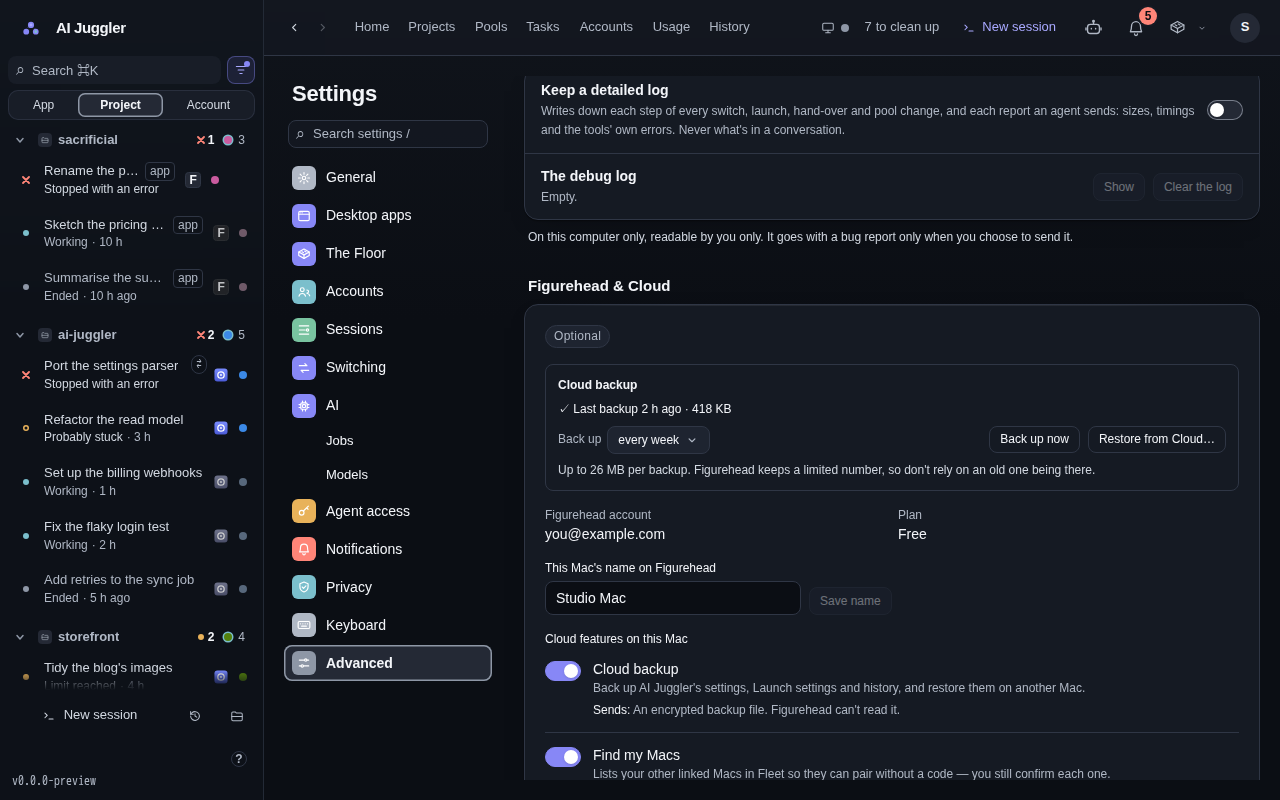 AI Juggler
Search ⌘K
App
Project
Account
sacrificial
1
3
Rename the p…
app
Stopped with an error
F
Sketch the pricing …
app
Working · 10 h
F
Summarise the su…
app
Ended · 10 h ago
F
ai-juggler
2
5
Port the settings parser
Stopped with an error
Refactor the read model
Probably stuck · 3 h
Set up the billing webhooks
Working · 1 h
Fix the flaky login test
Working · 2 h
Add retries to the sync job
Ended · 5 h ago
storefront
2
4
Tidy the blog's images
Limit reached · 4 h
New session
?
v0.0.0-preview
Home
Projects
Pools
Tasks
Accounts
Usage
History
7 to clean up
New session
5
S
Settings
Search settings /
General
Desktop apps
The Floor
Accounts
Sessions
Switching
AI
Jobs
Models
Agent access
Notifications
Privacy
Keyboard
Advanced
Keep a detailed log
Writes down each step of every switch, launch, hand-over and pool change, and each report an agent sends: sizes, timings
and the tools' own errors. Never what's in a conversation.
The debug log
Empty.
Show
Clear the log
On this computer only, readable by you only. It goes with a bug report only when you choose to send it.
Figurehead & Cloud
Optional
Cloud backup
✓ Last backup 2 h ago · 418 KB
Back up
every week
Back up now
Restore from Cloud…
Up to 26 MB per backup. Figurehead keeps a limited number, so don't rely on an old one being there.
Figurehead account
Plan
you@example.com
Free
This Mac's name on Figurehead
Studio Mac
Save name
Cloud features on this Mac
Cloud backup
Back up AI Juggler's settings, Launch settings and history, and restore them on another Mac.
Sends: An encrypted backup file. Figurehead can't read it.
Find my Macs
Lists your other linked Macs in Fleet so they can pair without a code — you still confirm each one.